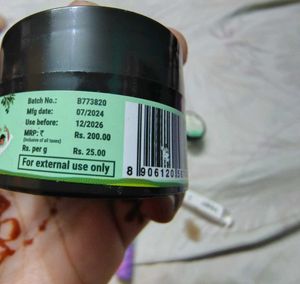 Batch No.: B773820
Mfg date: 07/2024
Use before: 12/2026
MRP: ₹ Rs. 200.00
(Inclusive of all taxes)
Rs. per g Rs. 25.00
For external use only